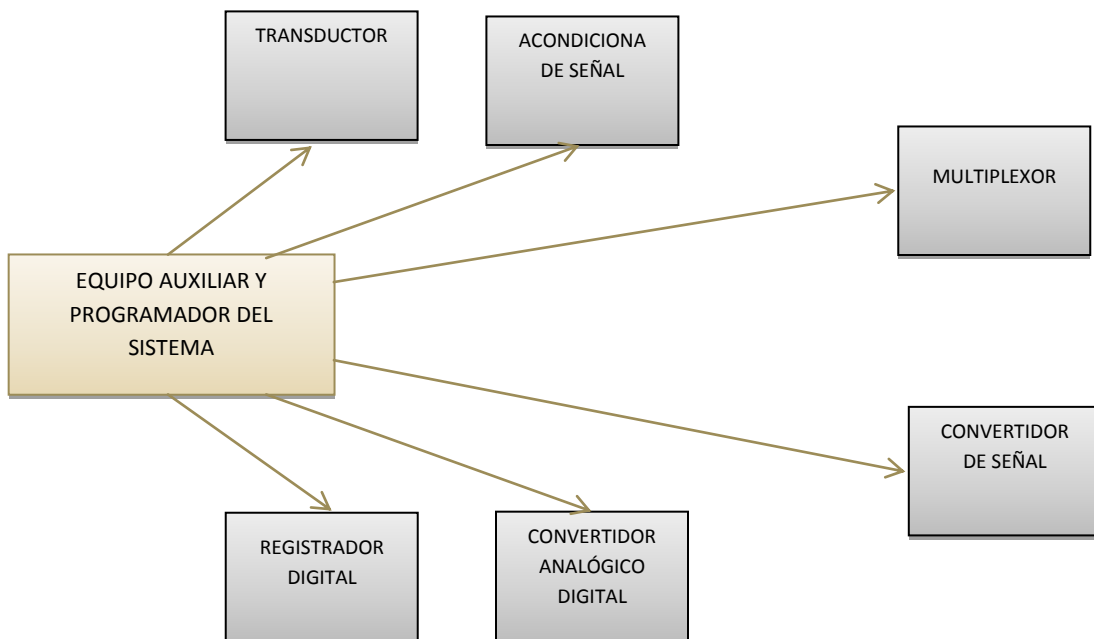 TRANSDUCTOR
ACONDICIONA
DE SEÑAL
MULTIPLEXOR
EQUIPO AUXILIAR Y
PROGRAMADOR DEL
SISTEMA
CONVERTIDOR
DE SEÑAL
REGISTRADOR
DIGITAL
CONVERTIDOR
ANALÓGICO
DIGITAL